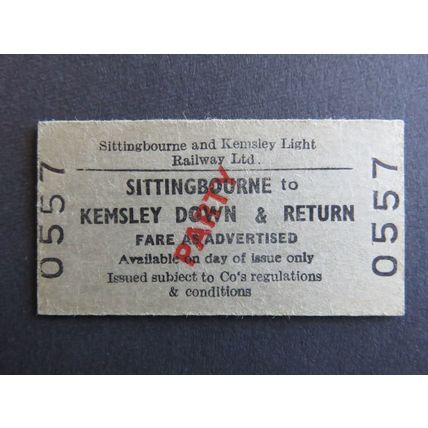 Sittingbourne and Kemsley Light
Railway Ltd.
SITTINGBOURNE to
KEMSLEY DOWN & RETURN
FARE AS ADVERTISED
Available on day of issue only
Issued subject to Co's regulations
& conditions
PARTY
0557
0557